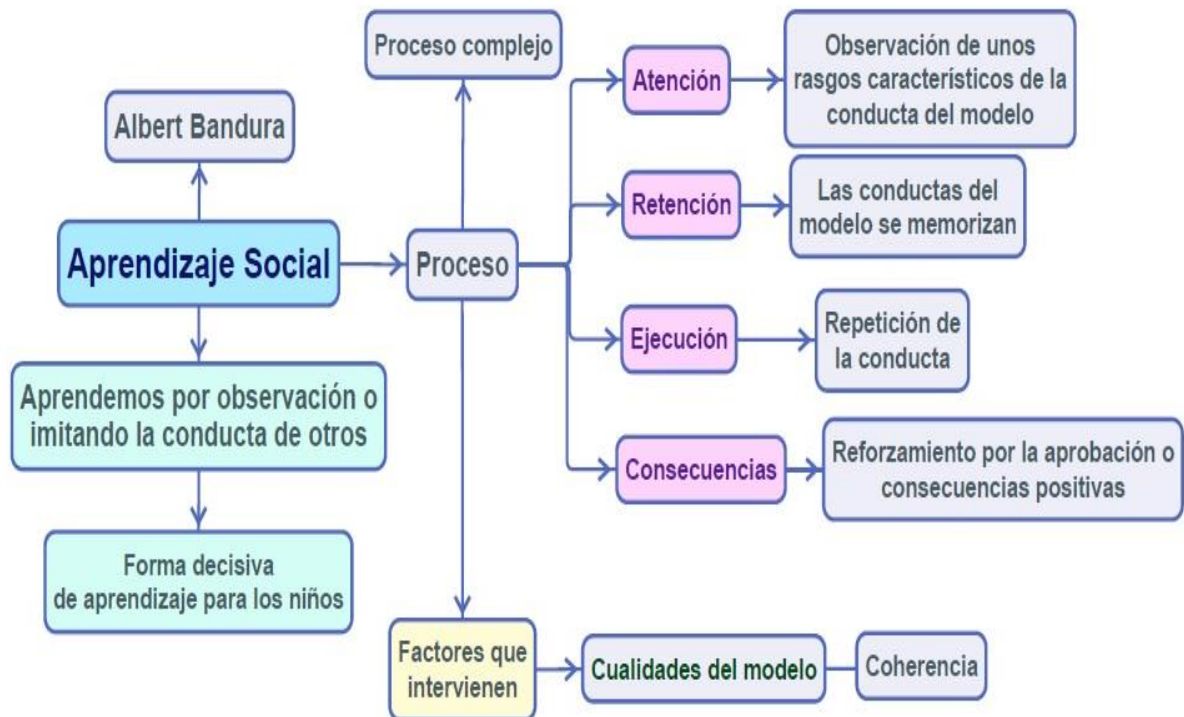 Proceso complejo
Albert Bandura
Aprendizaje Social
Aprendemos por observación o
imitando la conducta de otros
Forma decisiva
de aprendizaje para los niños
Proceso
Atención
Observación de unos
rasgos característicos de la
conducta del modelo
Retención
Las conductas del
modelo se memorizan
Ejecución
Repetición de
la conducta
Consecuencias
Reforzamiento por la aprobación o
consecuencias positivas
Factores que
intervienen
Cualidades del modelo
Coherencia